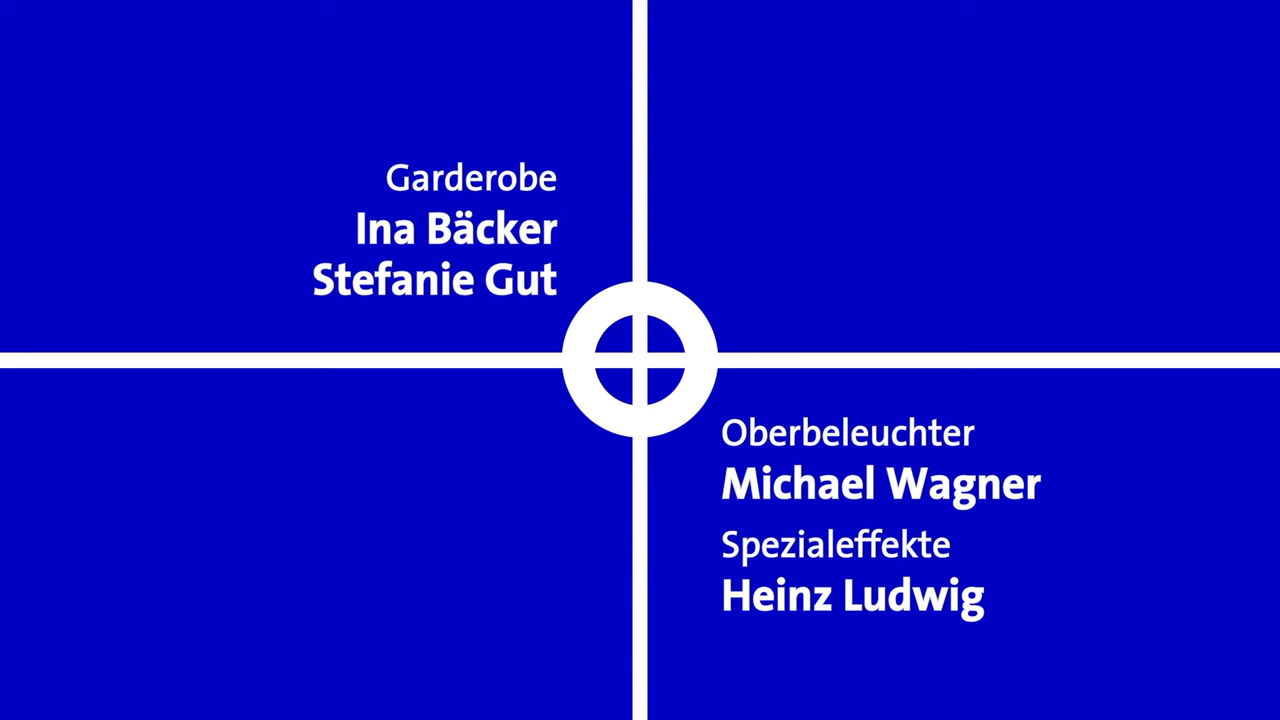 Garderobe
Ina Bäcker
Stefanie Gut
Oberbeleuchter
Michael Wagner
Spezialeffekte
Heinz Ludwig